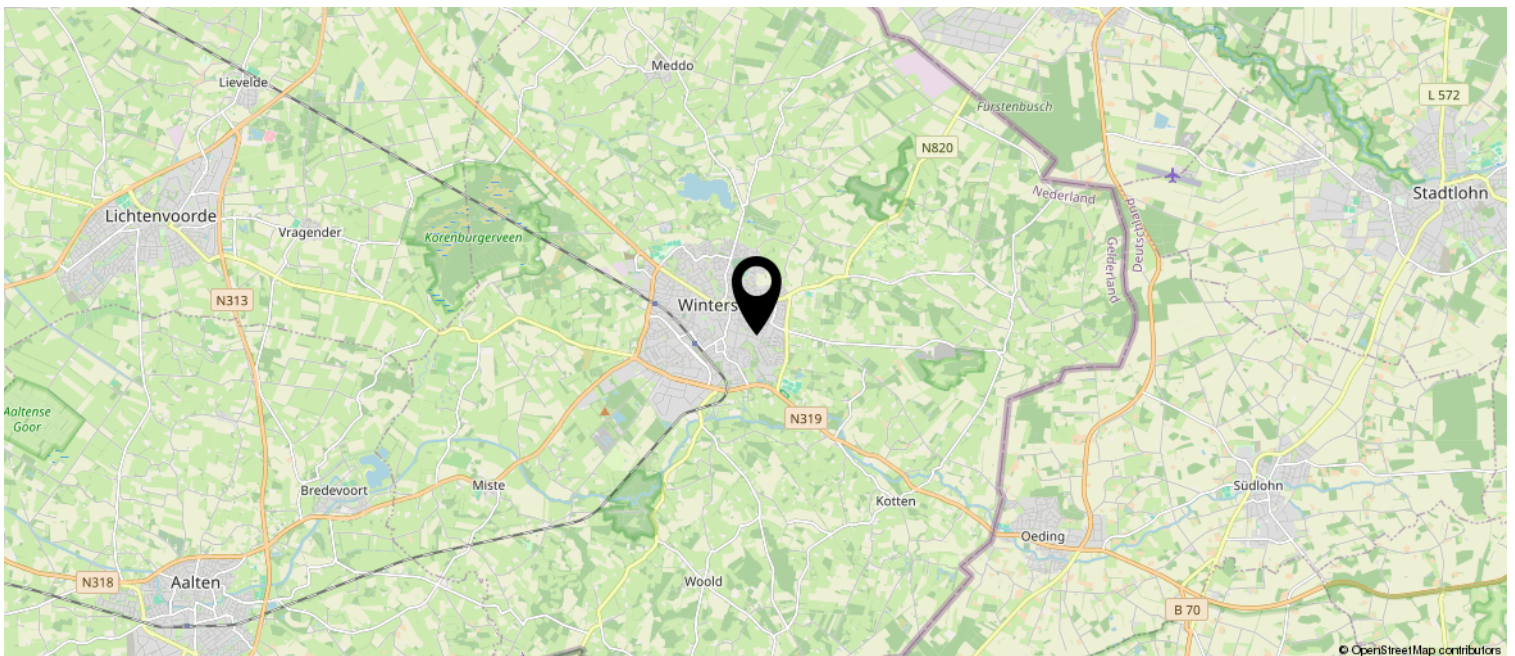 Meddo
Lievelde
L 572
Fürstenbusch
N820
Stadtlohn
Nederland
Deutschland
Gelderland
Lichtenvoorde
Vragender
Korenburgerveen
N313
Winters
Aaltense
Goor
N319
Bredevoort
Miste
Kotten
Südlohn
Oeding
N318
Aalten
Woold
B 70
© OpenStreetMap contributors